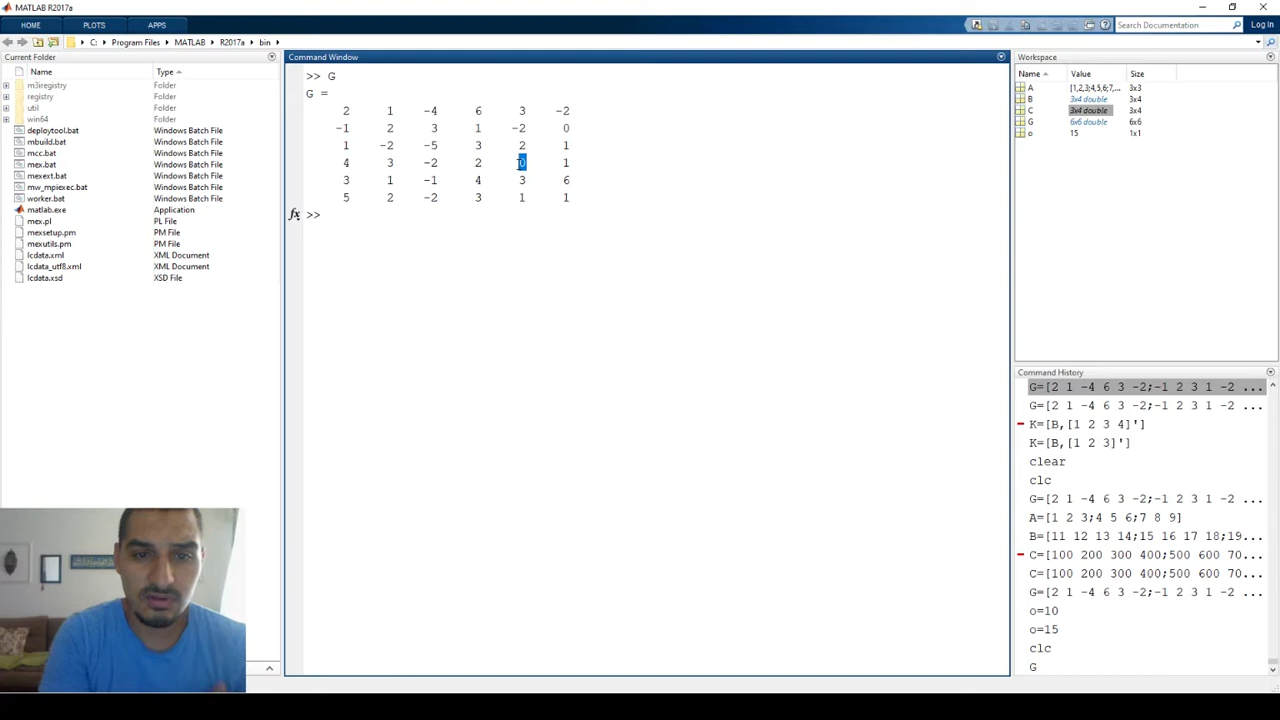 MATLAB R2017a
HOME PLOTS APPS Search Documentation Log In
C: Program Files MATLAB R2017a bin
Current Folder
Name Type
m3iregistry Folder
registry Folder
util Folder
win64 Folder
deploytool.bat Windows Batch File
mbuild.bat Windows Batch File
mcc.bat Windows Batch File
mex.bat Windows Batch File
mexext.bat Windows Batch File
mw_mpiexec.bat Windows Batch File
worker.bat Windows Batch File
matlab.exe Application
mex.pl PL File
mexsetup.pm PM File
mexutils.pm PM File
lcdata.xml XML Document
lcdata_utf8.xml XML Document
lcdata.xsd XSD File
Command Window
>> G
G =
2 1 -4 6 3 -2
-1 2 3 1 -2 0
1 -2 -5 3 2 1
4 3 -2 2 0 1
3 1 -1 4 3 6
5 2 -2 3 1 1
fx >>
Workspace
Name Value Size
A [1,2,3;4,5,6;7,... 3x3
B 3x4 double 3x4
C 3x4 double 3x4
G 6x6 double 6x6
o 15 1x1
Command History
G=[2 1 -4 6 3 -2;-1 2 3 1 -2 ...
G=[2 1 -4 6 3 -2;-1 2 3 1 -2 ...
K=[B,[1 2 3 4]']
K=[B,[1 2 3]']
clear
clc
G=[2 1 -4 6 3 -2;-1 2 3 1 -2 ...
A=[1 2 3;4 5 6;7 8 9]
B=[11 12 13 14;15 16 17 18;19...
C=[100 200 300 400;500 600 70...
C=[100 200 300 400;500 600 70...
G=[2 1 -4 6 3 -2;-1 2 3 1 -2 ...
o=10
o=15
clc
G